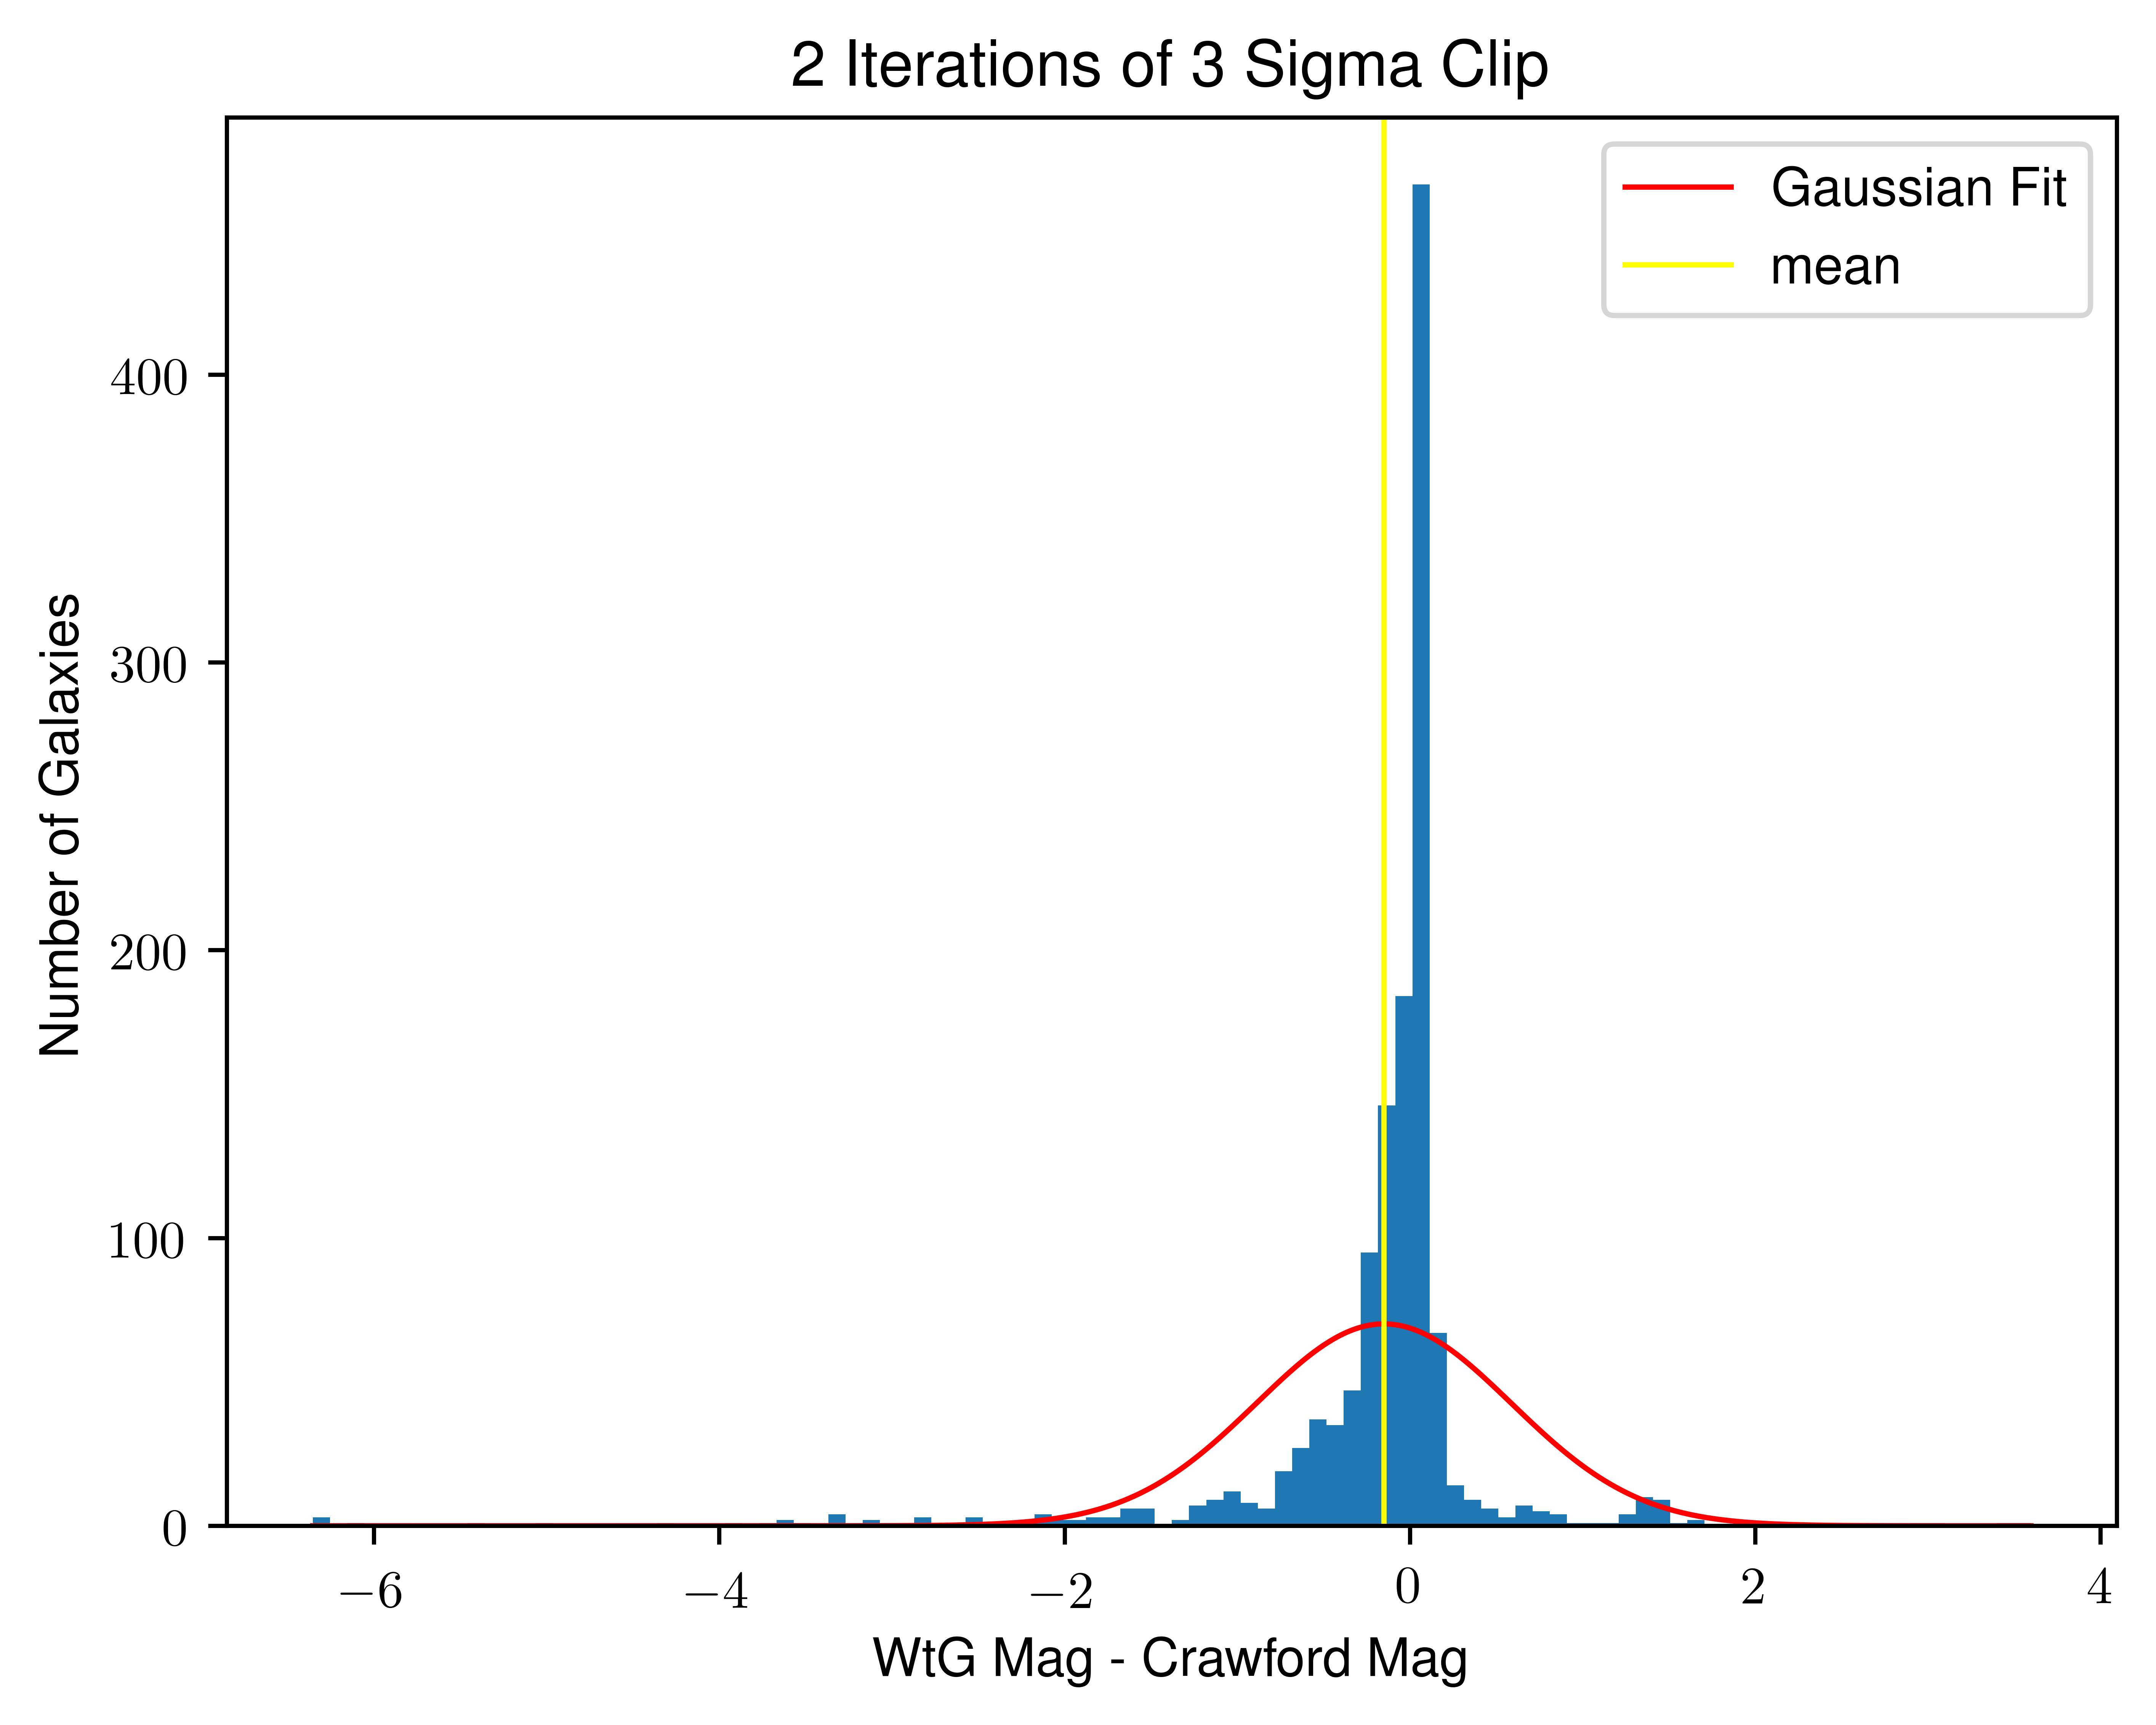 2 Iterations of 3 Sigma Clip
Gaussian Fit
mean
400
300
200
100
0
Number of Galaxies
−6 −4 −2 0 2 4
WtG Mag - Crawford Mag